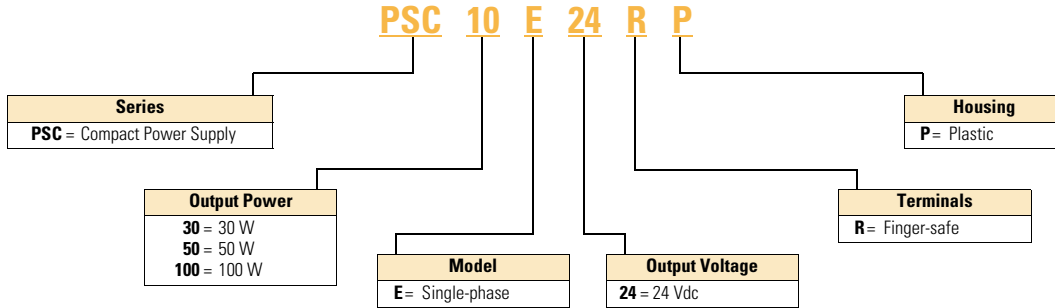 PSC 10 E 24 R P
Series
PSC = Compact Power Supply
Housing
P = Plastic
Output Power
30 = 30 W
50 = 50 W
100 = 100 W
Terminals
R = Finger-safe
Model
E = Single-phase
Output Voltage
24 = 24 Vdc